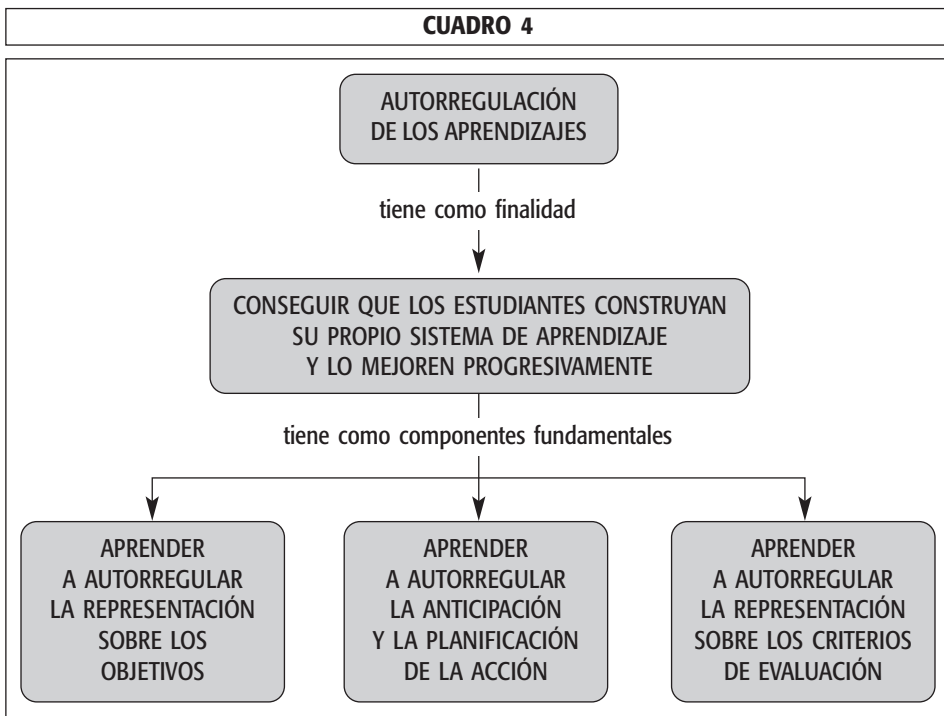 CUADRO 4
AUTORREGULACIÓN
DE LOS APRENDIZAJES
tiene como finalidad
CONSEGUIR QUE LOS ESTUDIANTES CONSTRUYAN
SU PROPIO SISTEMA DE APRENDIZAJE
Y LO MEJOREN PROGRESIVAMENTE
tiene como componentes fundamentales
APRENDER
A AUTORREGULAR
LA REPRESENTACIÓN
SOBRE LOS
OBJETIVOS
APRENDER
A AUTORREGULAR
LA ANTICIPACIÓN
Y LA PLANIFICACIÓN
DE LA ACCIÓN
APRENDER
A AUTORREGULAR
LA REPRESENTACIÓN
SOBRE LOS CRITERIOS
DE EVALUACIÓN